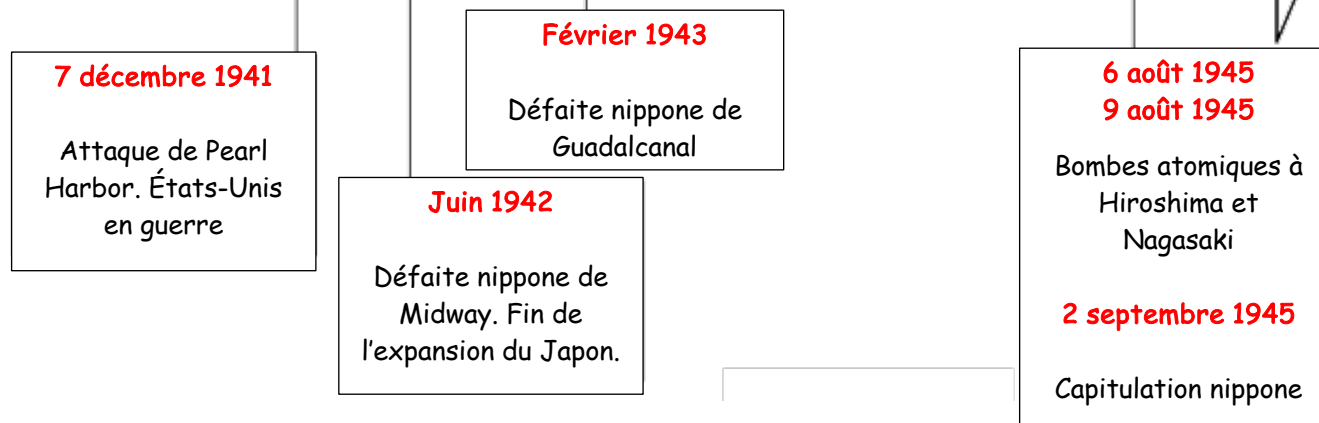 7 décembre 1941
Attaque de Pearl
Harbor. États-Unis
en guerre
Juin 1942
Défaite nippone de
Midway. Fin de
l'expansion du Japon.
Février 1943
Défaite nippone de
Guadalcanal
6 août 1945
9 août 1945
Bombes atomiques à
Hiroshima et
Nagasaki
2 septembre 1945
Capitulation nippone